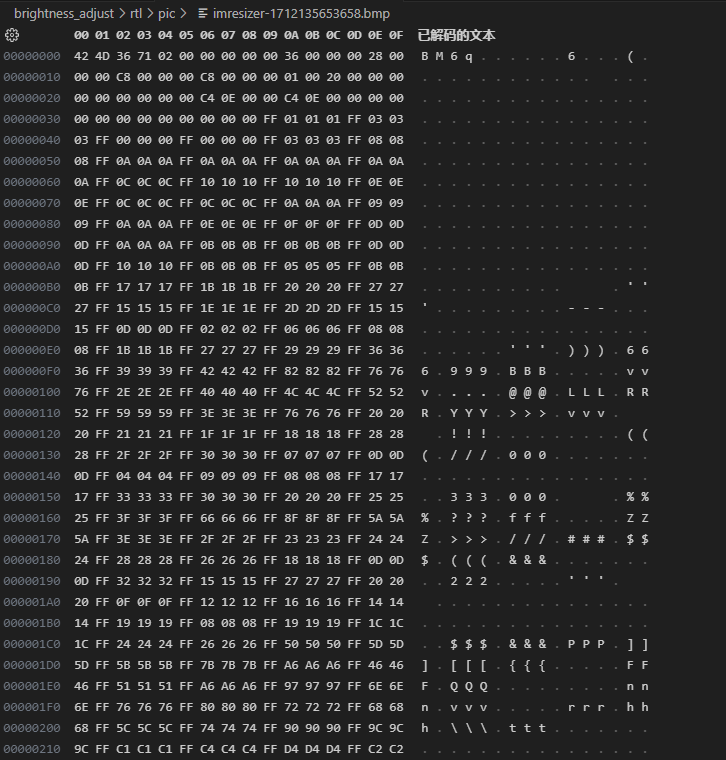 brightness_adjust > rtl > pic > imresizer-1712135653658.bmp
00 01 02 03 04 05 06 07 08 09 0A 0B 0C 0D 0E 0F 已解码的文本
00000000 42 4D 36 71 02 00 00 00 00 00 36 00 00 00 28 00 B M 6 q . . . . . . 6 . . . ( .
00000010 00 00 C8 00 00 00 C8 00 00 00 01 00 20 00 00 00 . . . . . . . . . . . . . . .
00000020 00 00 00 00 00 00 C4 0E 00 00 C4 0E 00 00 00 00 . . . . . . . . . . . . . . . .
00000030 00 00 00 00 00 00 00 00 00 FF 01 01 01 FF 03 03 . . . . . . . . . . . . . . . .
00000040 03 FF 00 00 00 FF 00 00 00 FF 03 03 03 FF 08 08 . . . . . . . . . . . . . . . .
00000050 08 FF 0A 0A 0A FF 0A 0A 0A FF 0A 0A 0A FF 0A 0A . . . . . . . . . . . . . . . .
00000060 0A FF 0C 0C 0C FF 10 10 10 FF 10 10 10 FF 0E 0E . . . . . . . . . . . . . . . .
00000070 0E FF 0C 0C 0C FF 0C 0C 0C FF 0A 0A 0A FF 09 09 . . . . . . . . . . . . . . . .
00000080 09 FF 0A 0A 0A FF 0E 0E 0E FF 0F 0F 0F FF 0D 0D . . . . . . . . . . . . . . . .
00000090 0D FF 0A 0A 0A FF 0B 0B 0B FF 0B 0B 0B FF 0D 0D . . . . . . . . . . . . . . . .
000000A0 0D FF 10 10 10 FF 0B 0B 0B FF 05 05 05 FF 0B 0B . . . . . . . . . . . . . . . .
000000B0 0B FF 17 17 17 FF 1B 1B 1B FF 20 20 20 FF 27 27 . . . . . . . . . . . ' '
000000C0 27 FF 15 15 15 FF 1E 1E 1E FF 2D 2D 2D FF 15 15 ' . . . . . . . . . - - - . . .
000000D0 15 FF 0D 0D 0D FF 02 02 02 FF 06 06 06 FF 08 08 . . . . . . . . . . . . . . . .
000000E0 08 FF 1B 1B 1B FF 27 27 27 FF 29 29 29 FF 36 36 . . . . . . ' ' ' . ) ) ) . 6 6
000000F0 36 FF 39 39 39 FF 42 42 42 FF 82 82 82 FF 76 76 6 . 9 9 9 . B B B . . . . . v v
00000100 76 FF 2E 2E 2E FF 40 40 40 FF 4C 4C 4C FF 52 52 v . . . . . @ @ @ . L L L . R R
00000110 52 FF 59 59 59 FF 3E 3E 3E FF 76 76 76 FF 20 20 R . Y Y Y . > > > . v v v .
00000120 20 FF 21 21 21 FF 1F 1F 1F FF 18 18 18 FF 28 28 . ! ! ! . . . . . . . . . ( (
00000130 28 FF 2F 2F 2F FF 30 30 30 FF 07 07 07 FF 0D 0D ( . / / / . 0 0 0 . . . . . . .
00000140 0D FF 04 04 04 FF 09 09 09 FF 08 08 08 FF 17 17 . . . . . . . . . . . . . . . .
00000150 17 FF 33 33 33 FF 30 30 30 FF 20 20 20 FF 25 25 . . 3 3 3 . 0 0 0 . . % %
00000160 25 FF 3F 3F 3F FF 66 66 66 FF 8F 8F 8F FF 5A 5A % . ? ? ? . f f f . . . . . Z Z
00000170 5A FF 3E 3E 3E FF 2F 2F 2F FF 23 23 23 FF 24 24 Z . > > > . / / / . # # # . $ $
00000180 24 FF 28 28 28 FF 26 26 26 FF 18 18 18 FF 0D 0D $ . ( ( ( . & & & . . . . . . .
00000190 0D FF 32 32 32 FF 15 15 15 FF 27 27 27 FF 20 20 . . 2 2 2 . . . . . ' ' ' .
000001A0 20 FF 0F 0F 0F FF 12 12 12 FF 16 16 16 FF 14 14 . . . . . . . . . . . . . . .
000001B0 14 FF 19 19 19 FF 08 08 08 FF 19 19 19 FF 1C 1C . . . . . . . . . . . . . . . .
000001C0 1C FF 24 24 24 FF 26 26 26 FF 50 50 50 FF 5D 5D . . $ $ $ . & & & . P P P . ] ]
000001D0 5D FF 5B 5B 5B FF 7B 7B 7B FF A6 A6 A6 FF 46 46 ] . [ [ [ . { { { . . . . . F F
000001E0 46 FF 51 51 51 FF A6 A6 A6 FF 97 97 97 FF 6E 6E F . Q Q Q . . . . . . . . . n n
000001F0 6E FF 76 76 76 FF 80 80 80 FF 72 72 72 FF 68 68 n . v v v . . . . . r r r . h h
00000200 68 FF 5C 5C 5C FF 74 74 74 FF 90 90 90 FF 9C 9C h . \ \ \ . t t t . . . . . . .
00000210 9C FF C1 C1 C1 FF C4 C4 C4 FF D4 D4 D4 FF C2 C2 . . . . . . . . . . . . . . . .